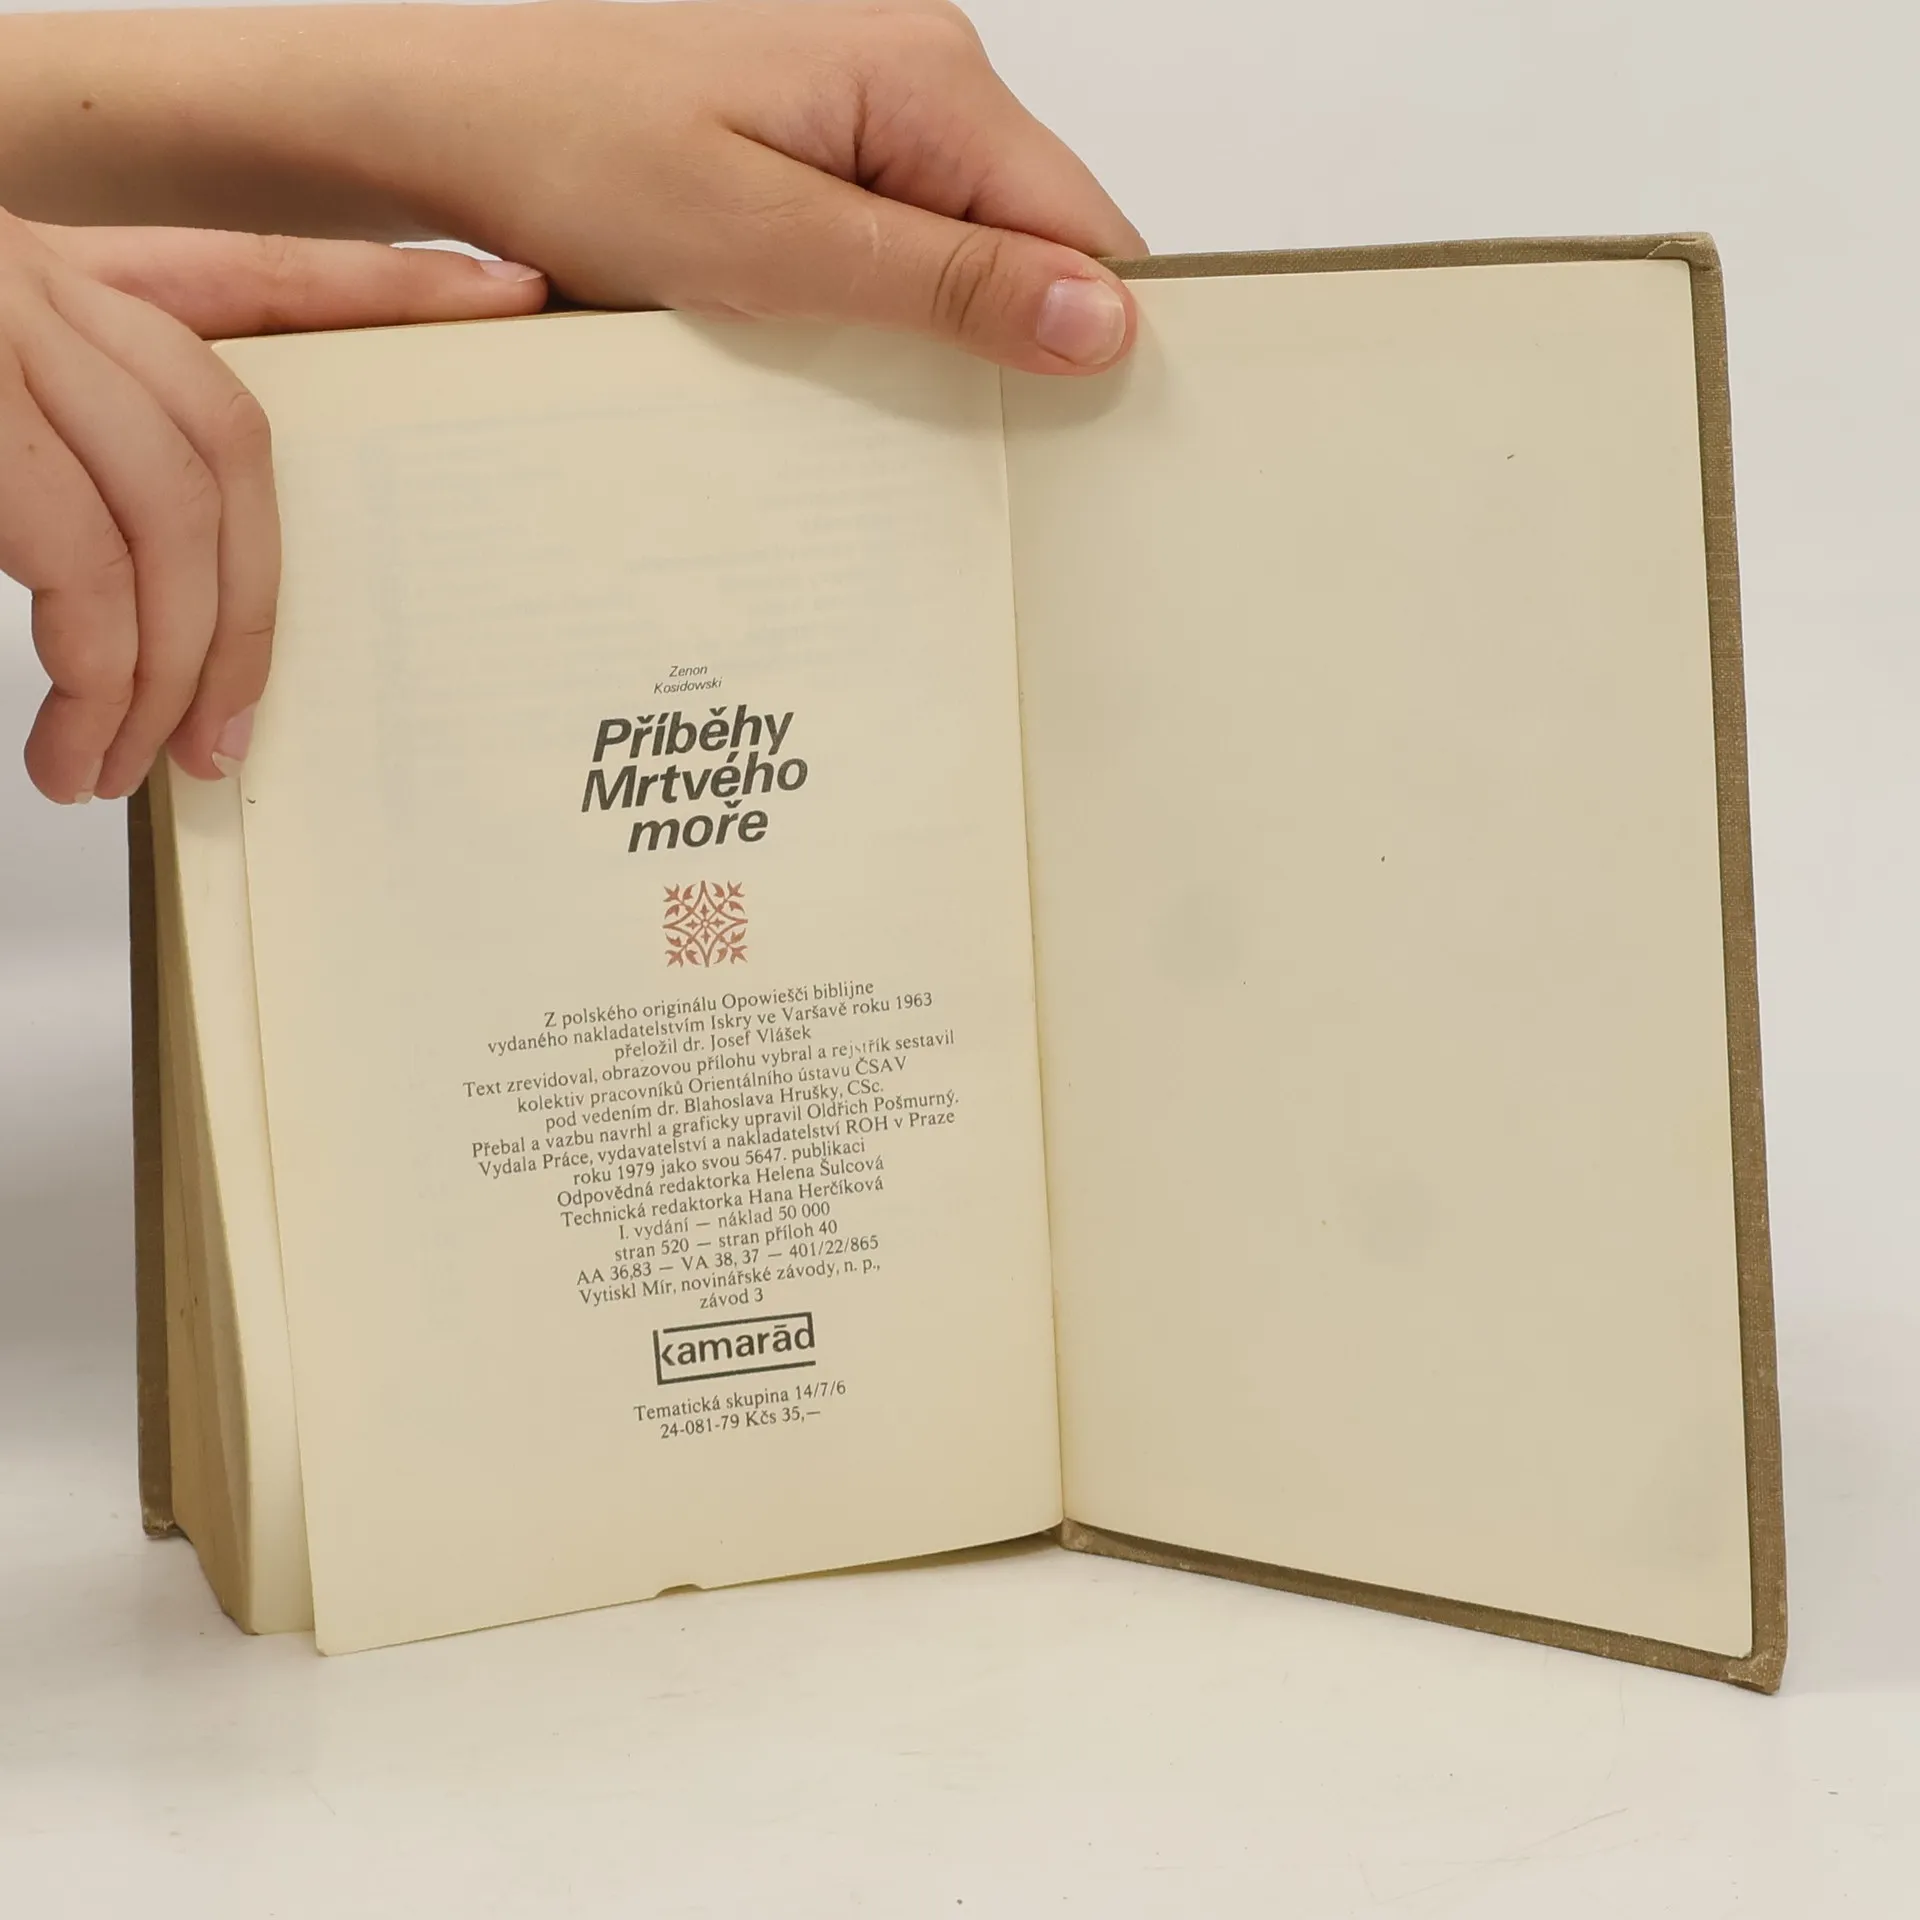 Zenon
Kosidowski
Příběhy
Mrtvého
moře
Z polského originálu Opowiešči biblijne
vydaného nakladatelstvím Iskry ve Varšavě roku 1963
přeložil dr. Josef Vlášek
Text zrevidoval, obrazovou přílohu vybral a rejstřík sestavil
kolektiv pracovníků Orientálního ústavu ČSAV
pod vedením dr. Blahoslava Hrušky, CSc.
Přebal a vazbu navrhl a graficky upravil Oldřich Pošmurný.
Vydala Práce, vydavatelství a nakladatelství ROH v Praze
roku 1979 jako svou 5647. publikaci
Odpovědná redaktorka Helena Šulcová
Technická redaktorka Hana Herčíková
I. vydání — náklad 50 000
stran 520 — stran příloh 40
AA 36,83 — VA 38, 37 — 401/22/865
Vytiskl Mír, novinářské závody, n. p.,
závod 3
kamarād
Tematická skupina 14/7/6
24-081-79 Kčs 35,—